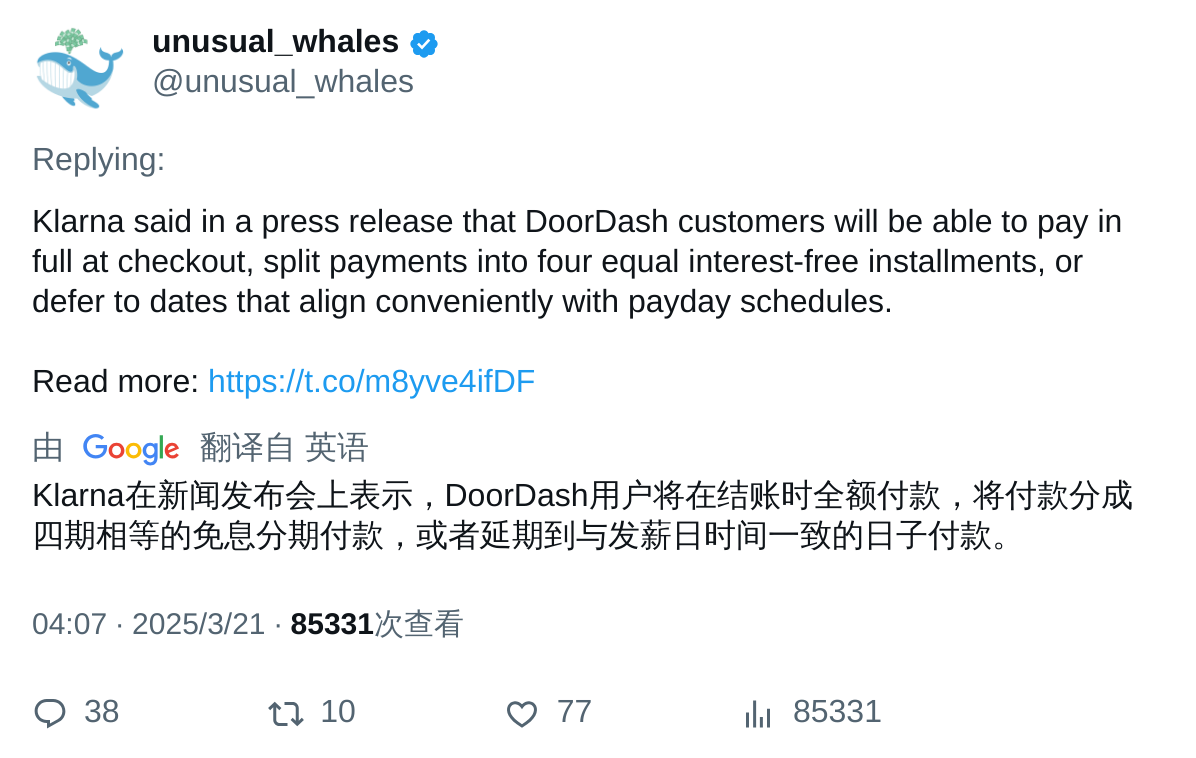 unusual_whales
@unusual_whales
Replying:
Klarna said in a press release that DoorDash customers will be able to pay in
full at checkout, split payments into four equal interest-free installments, or
defer to dates that align conveniently with payday schedules.
Read more: https://t.co/m8yve4ifDF
由 Google 翻译自 英语
Klarna在新闻发布会上表示，DoorDash用户将在结账时全额付款，将付款分成
四期相等的免息分期付款，或者延期到与发薪日时间一致的日子付款。
04:07 · 2025/3/21 · 85331次查看
38 10 77 85331